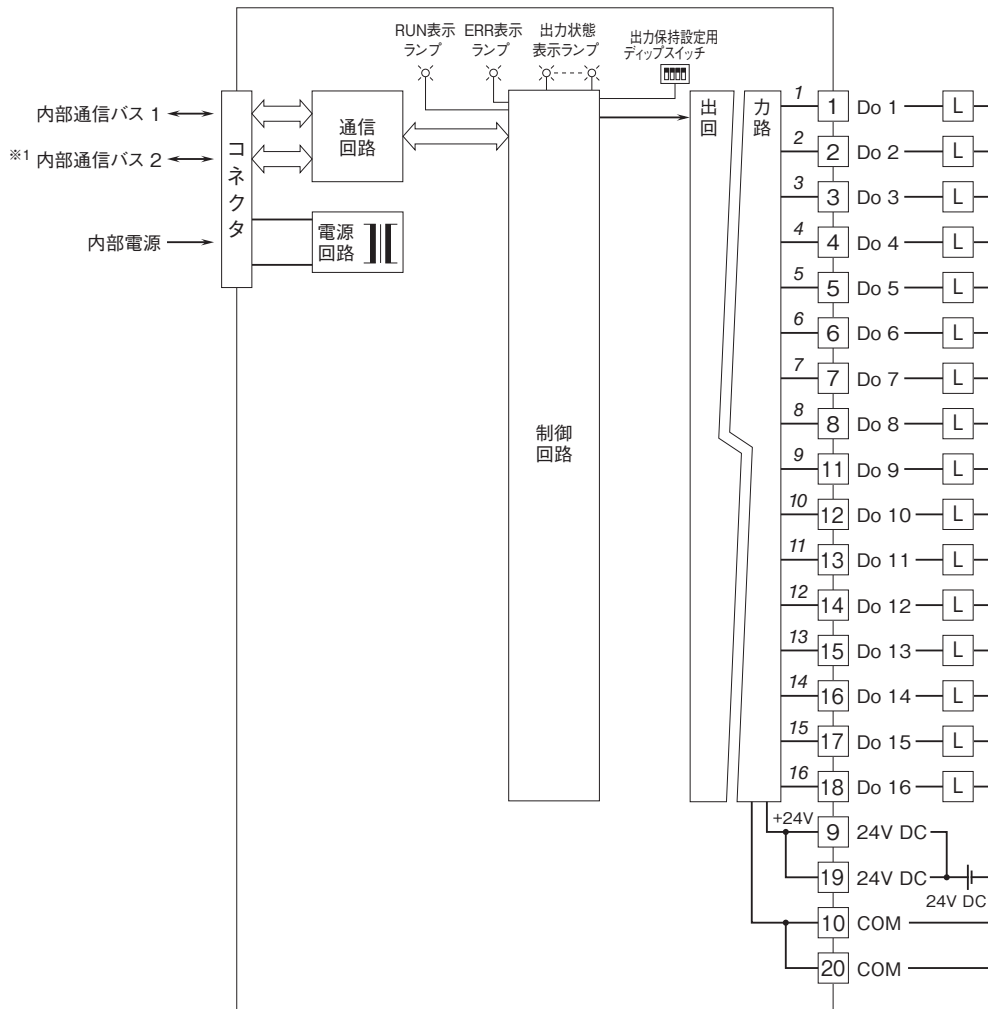 RUN表示
ランプ
ERR表示
ランプ
出力状態
表示ランプ
出力保持設定用
ディップスイッチ
内部通信バス 1
※1 内部通信バス 2
内部電源
コネクタ
通信
回路
電源
回路
制御
回路
出力
回路
1 1 Do 1 L
2 2 Do 2 L
3 3 Do 3 L
4 4 Do 4 L
5 5 Do 5 L
6 6 Do 6 L
7 7 Do 7 L
8 8 Do 8 L
9 11 Do 9 L
10 12 Do 10 L
11 13 Do 11 L
12 14 Do 12 L
13 15 Do 13 L
14 16 Do 14 L
15 17 Do 15 L
16 18 Do 16 L
+24V 9 24V DC
19 24V DC
24V DC
10 COM
20 COM